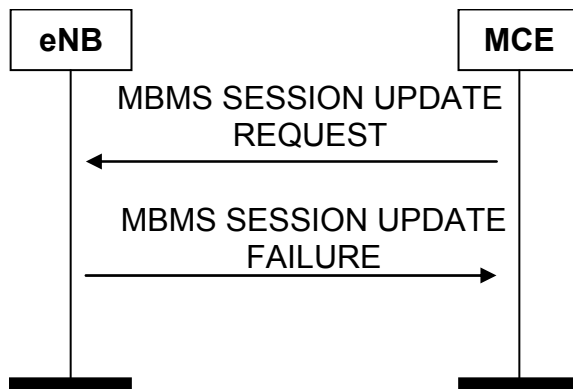 eNB
MCE
MBMS SESSION UPDATE
REQUEST
MBMS SESSION UPDATE
FAILURE